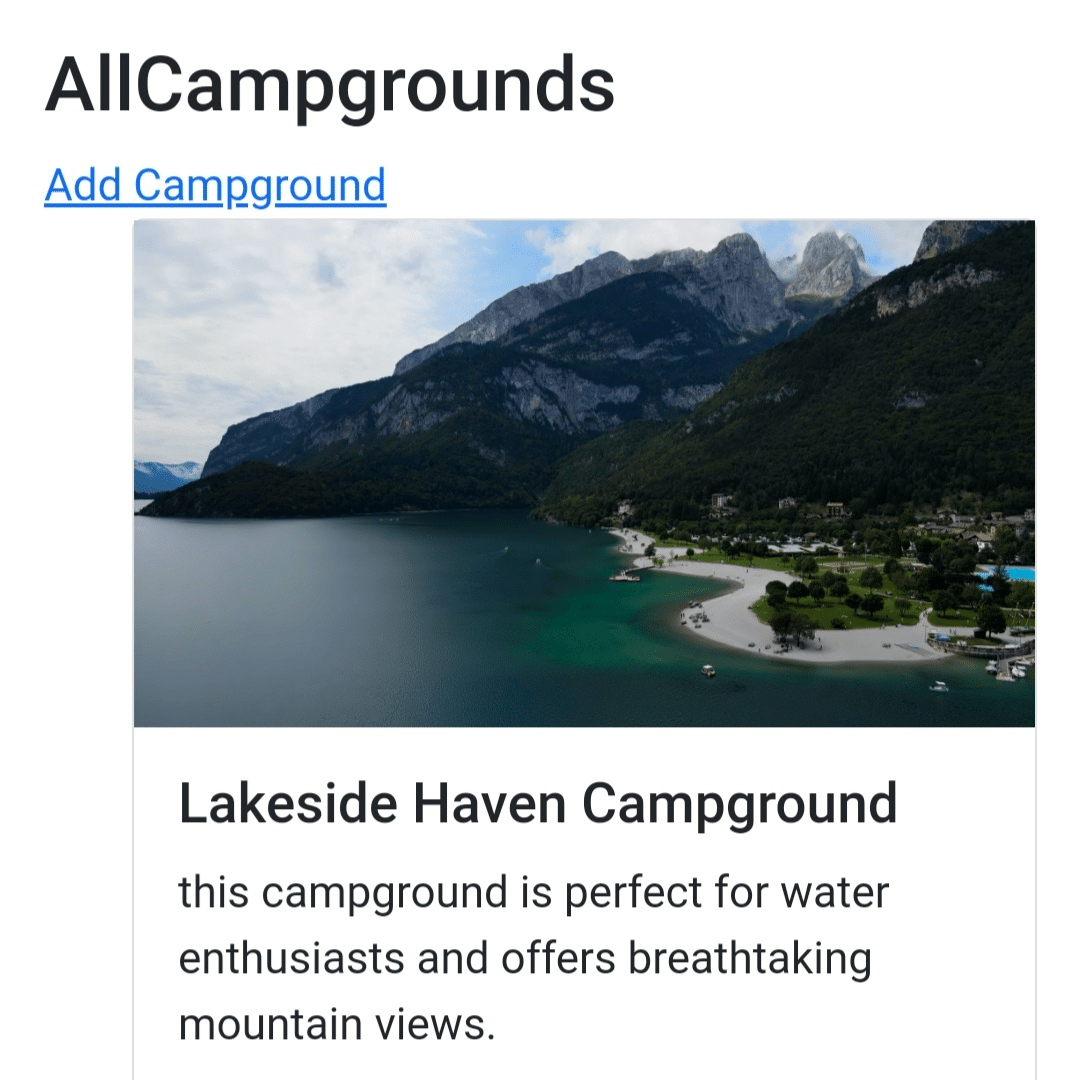 AllCampgrounds
Add Campground
Lakeside Haven Campground
this campground is perfect for water
enthusiasts and offers breathtaking
mountain views.